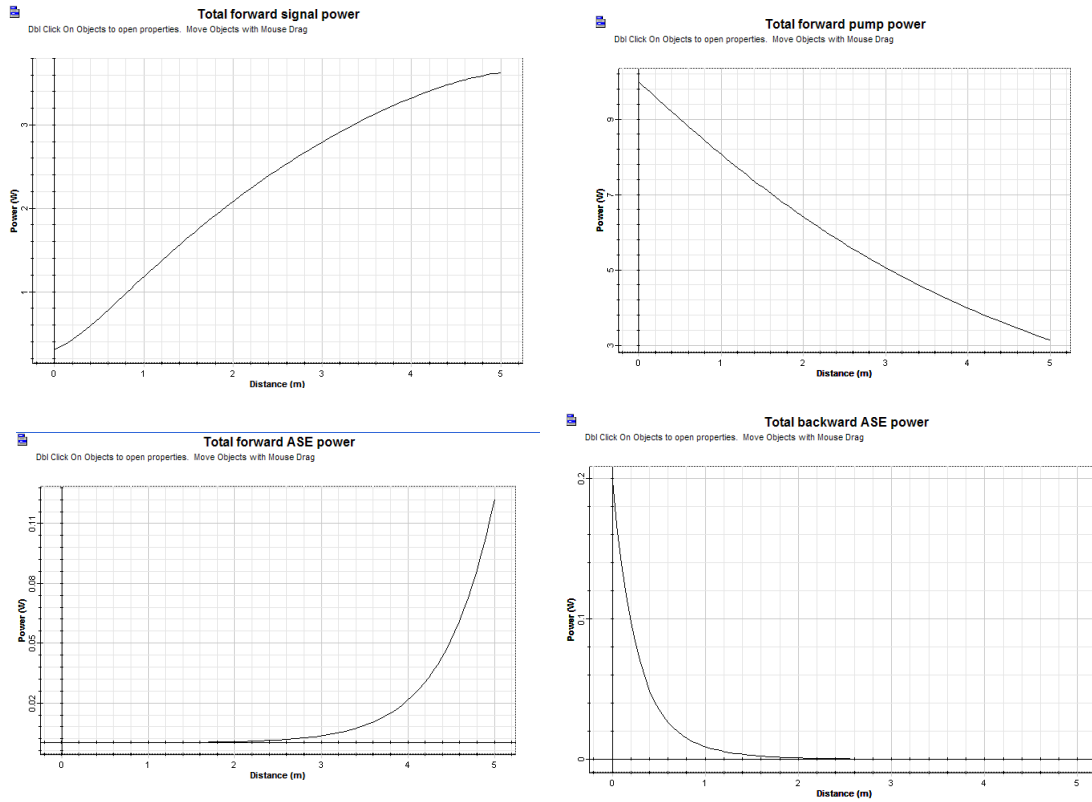 Total forward signal power
Dbl Click On Objects to open properties.  Move Objects with Mouse Drag
3
2
1
Power (W)
0 1 2 3 4 5
Distance (m)
Total forward pump power
Dbl Click On Objects to open properties.  Move Objects with Mouse Drag
9
7
5
3
Power (W)
0 1 2 3 4 5
Distance (m)
Total forward ASE power
Dbl Click On Objects to open properties.  Move Objects with Mouse Drag
0.11
0.08
0.05
0.02
Power (W)
0 1 2 3 4 5
Distance (m)
Total backward ASE power
Dbl Click On Objects to open properties.  Move Objects with Mouse Drag
0.2
0.1
0
Power (W)
0 1 2 3 4 5
Distance (m)